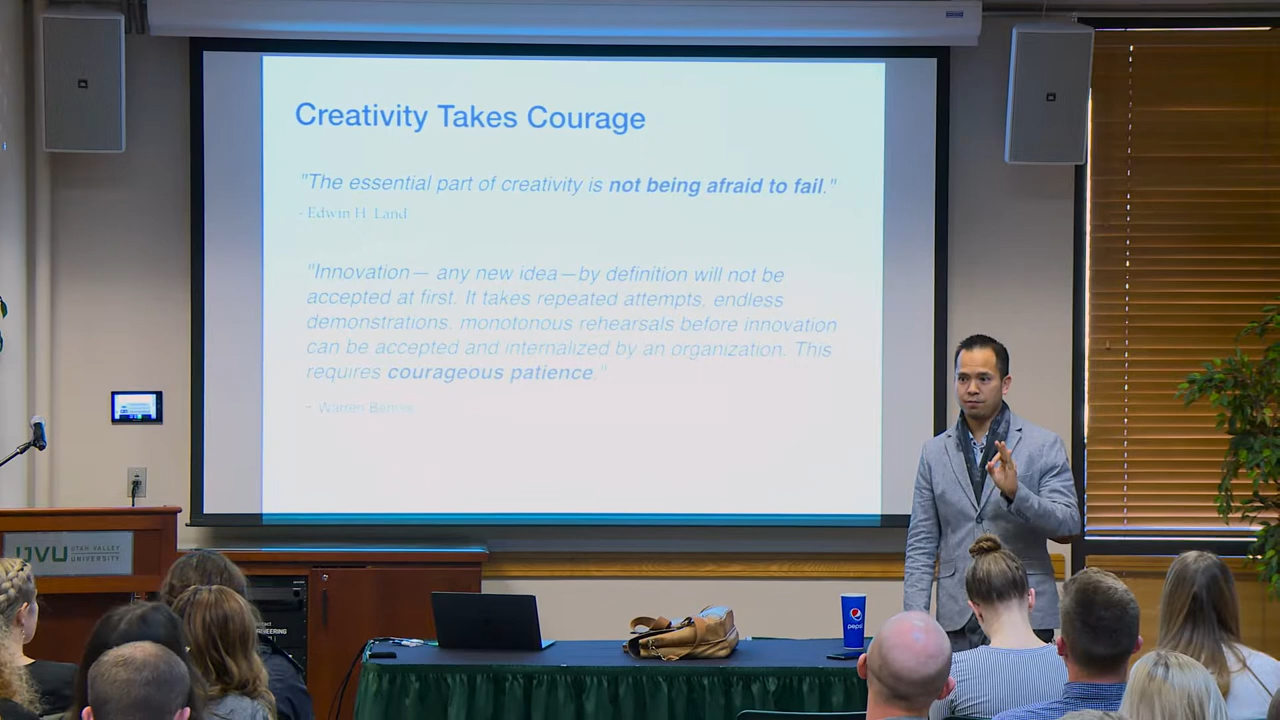 Creativity Takes Courage
"The essential part of creativity is not being afraid to fail."
- Edwin H. Land
"Innovation— any new idea—by definition will not be
accepted at first. It takes repeated attempts, endless
demonstrations, monotonous rehearsals before innovation
can be accepted and internalized by an organization. This
requires courageous patience."
– Warren Bennis
UVU UTAH VALLEY
UNIVERSITY
pepsi